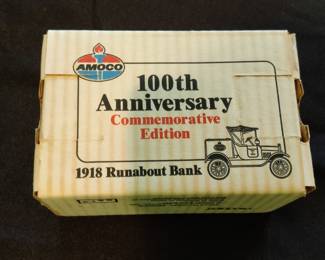 AMOCO
100th
Anniversary
Commemorative
Edition
1918 Runabout Bank